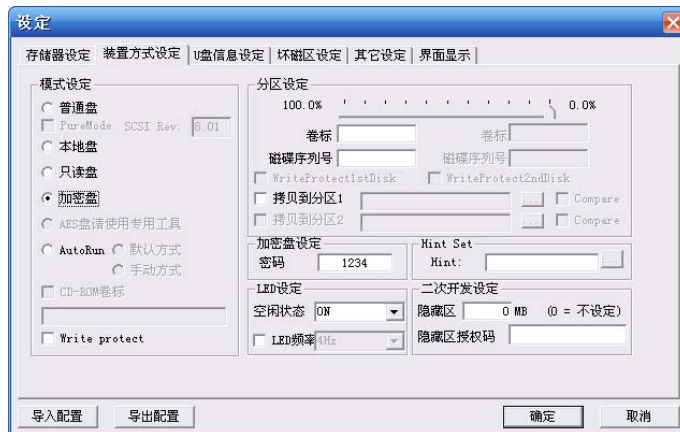 设定
存储器设定 装置方式设定 U盘信息设定 坏磁区设定 其它设定 界面显示
模式设定
普通盘
PureMode SCSI Rev: 8.01
本地盘
只读盘
加密盘
AES盘请使用专用工具
AutoRun 默认方式
手动方式
CD-ROM卷标
Write protect
分区设定
100.0% 0.0%
卷标 卷标
磁碟序列号 磁碟序列号
WriteProtect1stDisk WriteProtect2ndDisk
拷贝到分区1 ... Compare
拷贝到分区2 ... Compare
加密盘设定
密码 1234
Hint Set
Hint: ...
LED设定
空闲状态 ON
LED频率 4Hz
二次开发设定
隐藏区 0 MB (0 = 不设定)
隐藏区授权码
导入配置 导出配置 确定 取消